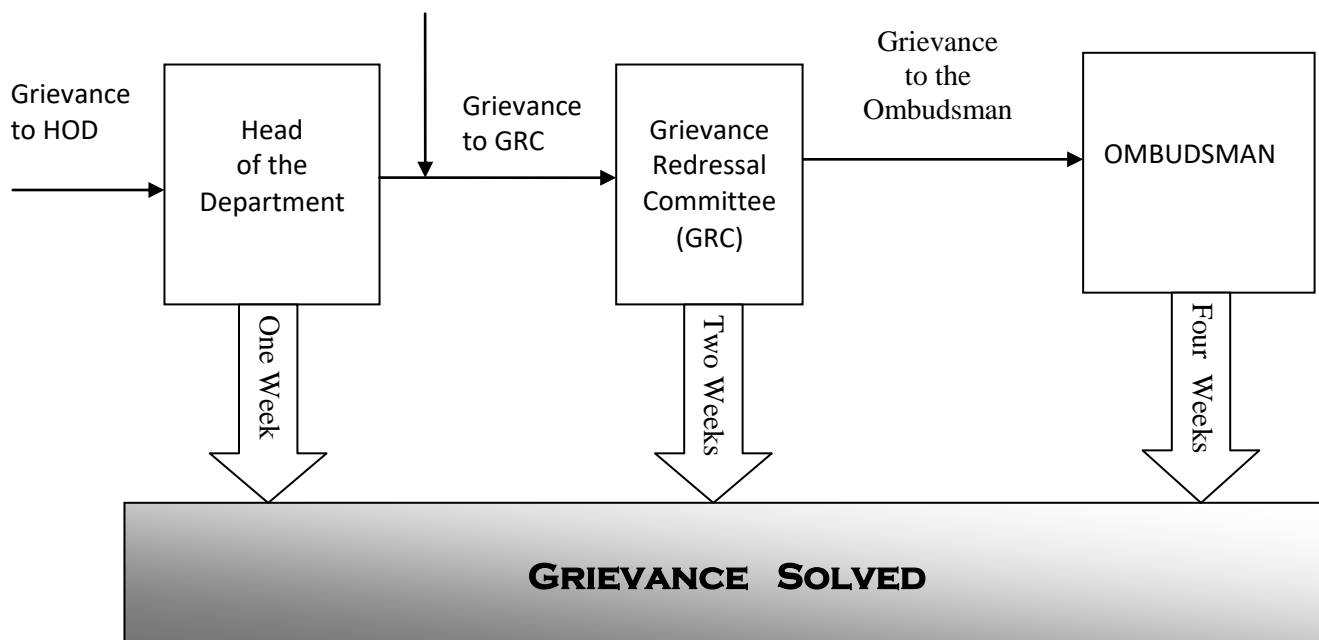 Grievance
to HOD
Head
of the
Department
Grievance
to GRC
Grievance
Redressal
Committee
(GRC)
Grievance
to the
Ombudsman
OMBUDSMAN
One Week
Two Weeks
Four Weeks
GRIEVANCE SOLVED